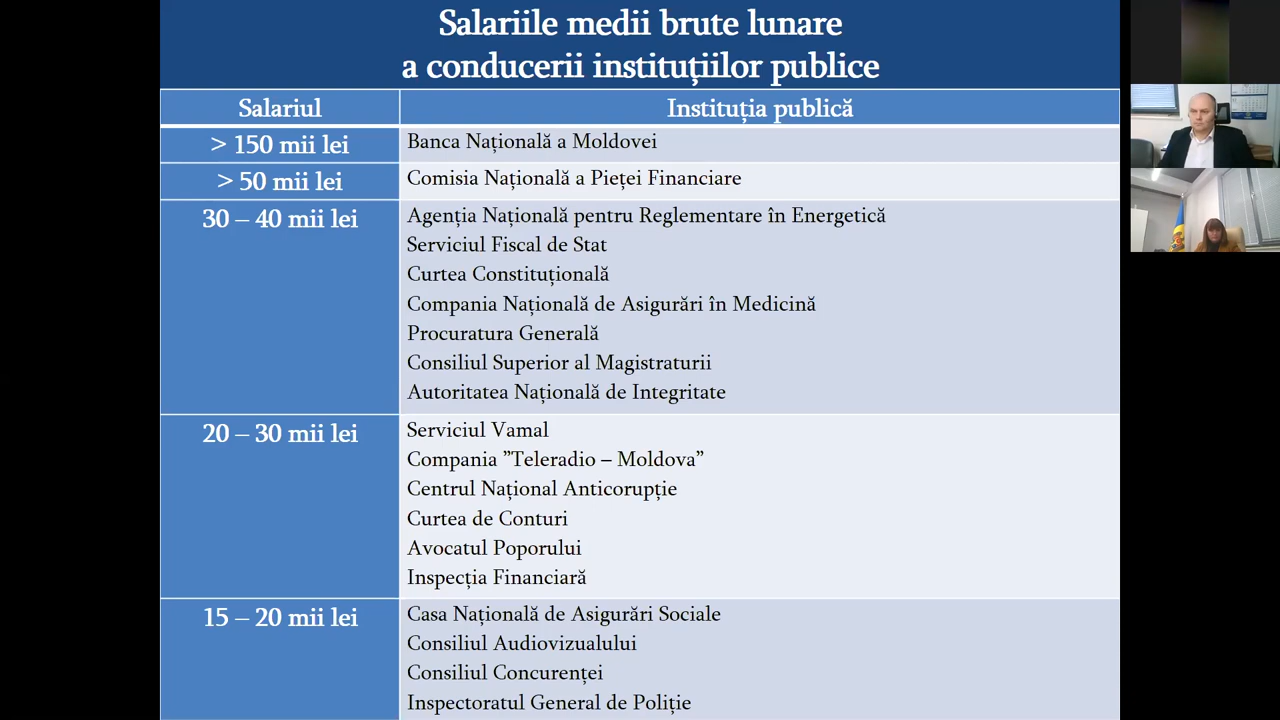 Salariile medii brute lunare
a conducerii instituțiilor publice
Salariul
Instituția publică
> 150 mii lei
Banca Națională a Moldovei
> 50 mii lei
Comisia Națională a Pieței Financiare
30 – 40 mii lei
Agenția Națională pentru Reglementare în Energetică
Serviciul Fiscal de Stat
Curtea Constituțională
Compania Națională de Asigurări în Medicină
Procuratura Generală
Consiliul Superior al Magistraturii
Autoritatea Națională de Integritate
20 – 30 mii lei
Serviciul Vamal
Compania ”Teleradio – Moldova”
Centrul Național Anticorupție
Curtea de Conturi
Avocatul Poporului
Inspecția Financiară
15 – 20 mii lei
Casa Națională de Asigurări Sociale
Consiliul Audiovizualului
Consiliul Concurenței
Inspectoratul General de Poliție